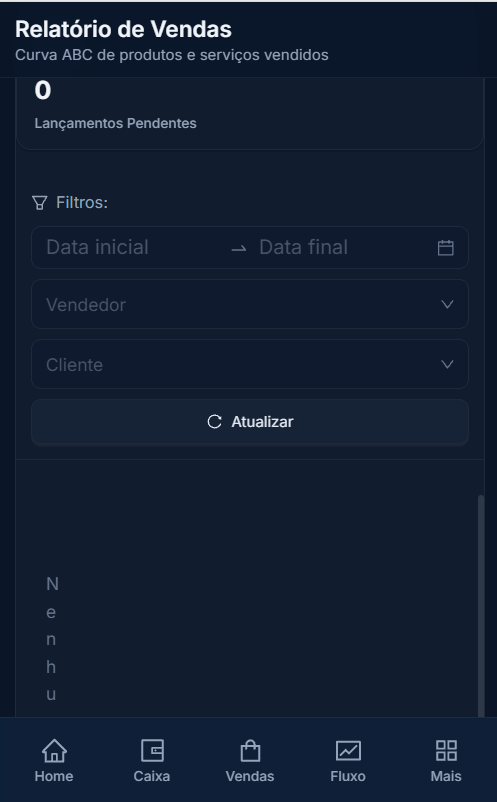 Relatório de Vendas
Curva ABC de produtos e serviços vendidos
0
Lançamentos Pendentes
Filtros:
Data inicial → Data final
Vendedor
Cliente
Atualizar
N
e
n
h
u
Home Caixa Vendas Fluxo Mais